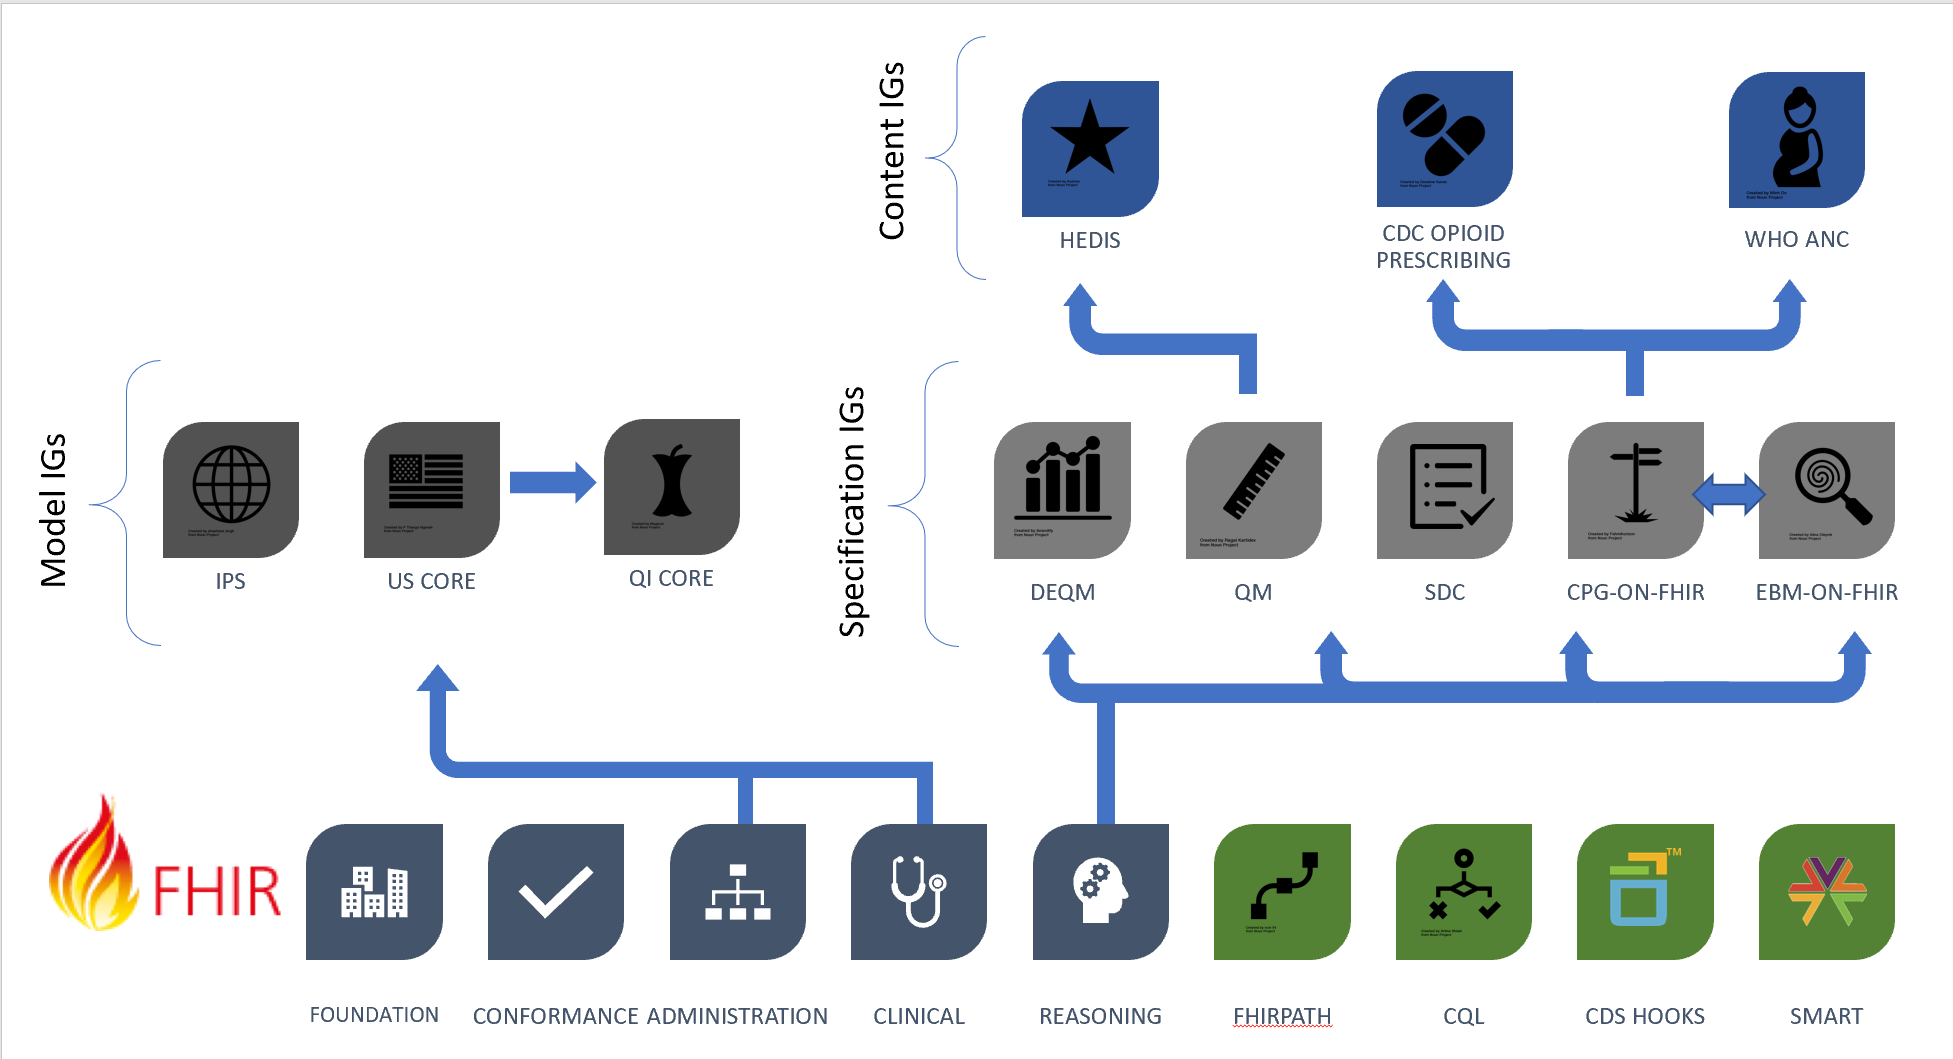 Content IGs
HEDIS
CDC OPIOID
PRESCRIBING
WHO ANC
Model IGs
IPS
US CORE
QI CORE
Specification IGs
DEQM
QM
SDC
CPG-ON-FHIR
EBM-ON-FHIR
FHIR
TM
FOUNDATION
CONFORMANCE
ADMINISTRATION
CLINICAL
REASONING
FHIRPATH
CQL
CDS HOOKS
SMART